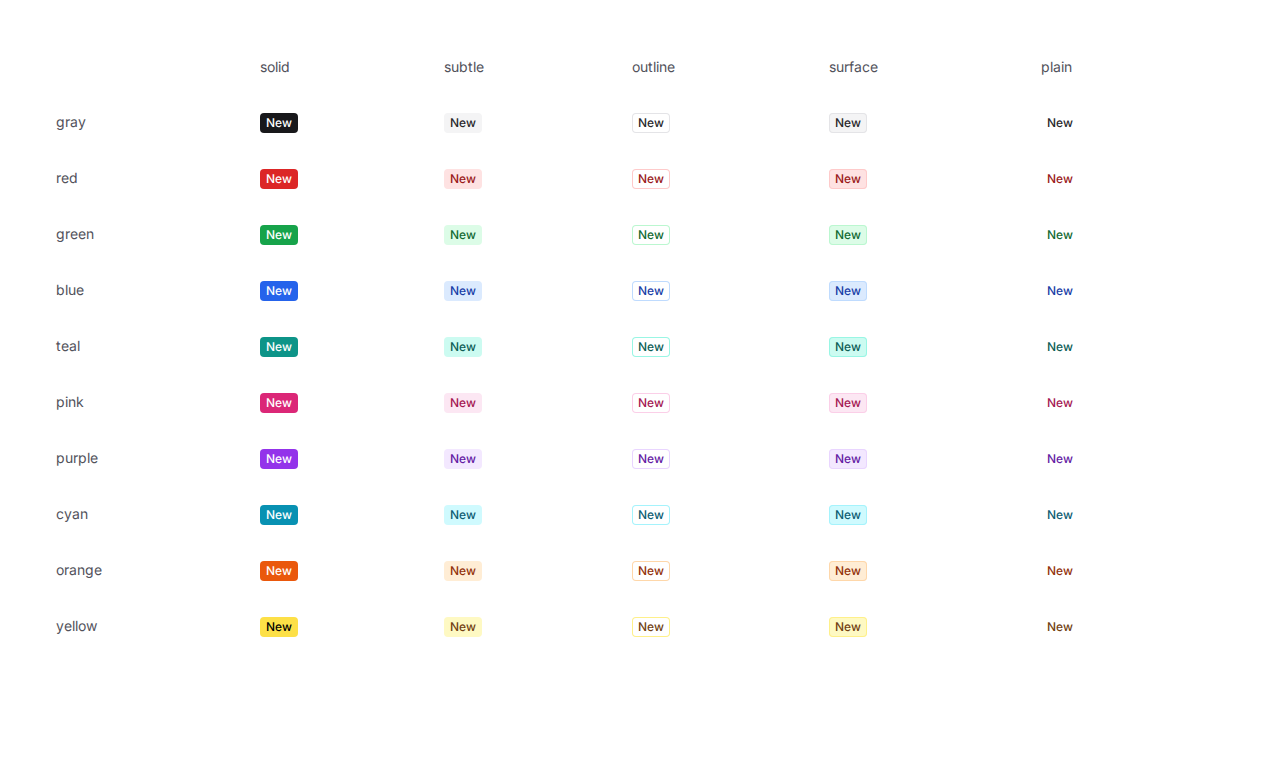 solid subtle outline surface plain
gray New New New New New
red New New New New New
green New New New New New
blue New New New New New
teal New New New New New
pink New New New New New
purple New New New New New
cyan New New New New New
orange New New New New New
yellow New New New New New